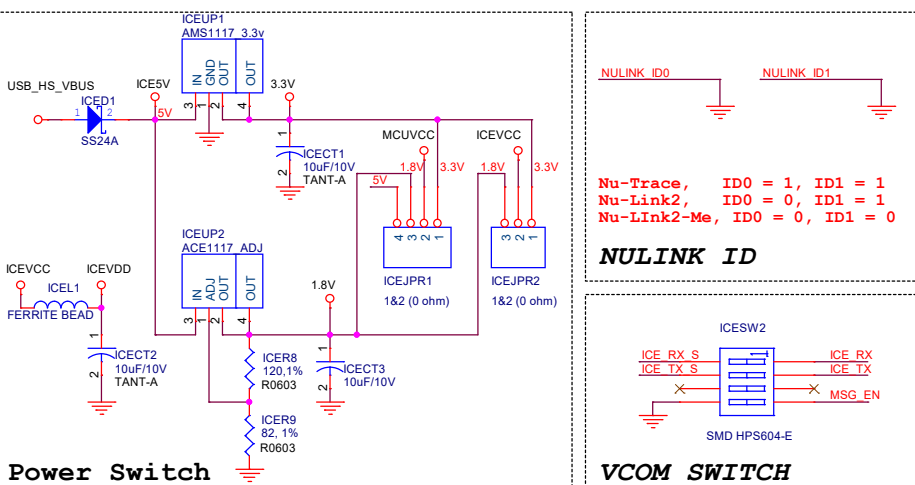 ICEUP1
AMS1117_3.3v
USB_HS_VBUS
ICED1
1
2
SS24A
ICE5V
5V
IN
GND
OUT
OUT
3
1
2
4
3.3V
1
ICECT1
10uF/10V
TANT-A
2
MCUVCC
ICEVCC
1.8V
3.3V
1.8V
3.3V
5V
4
3
2
1
3
2
1
ICEJPR1
ICEJPR2
1&2 (0 ohm)
1&2 (0 ohm)
ICEUP2
ACE1117_ADJ
IN
ADJ
OUT
OUT
3
1
2
4
1.8V
ICEVCC
ICEVDD
ICEL1
FERRITE BEAD
1
ICECT2
10uF/10V
TANT-A
2
ICER8
120,1%
R0603
1
ICECT3
10uF/10V
2
ICER9
82, 1%
R0603
Power Switch
NULINK_ID0
NULINK_ID1
Nu-Trace, ID0 = 1, ID1 = 1
Nu-Link2, ID0 = 0, ID1 = 1
Nu-LInk2-Me, ID0 = 0, ID1 = 0
NULINK ID
ICESW2
1
ICE_RX_S
ICE_RX
ICE_TX_S
ICE_TX
MSG_EN
SMD HPS604-E
VCOM SWITCH